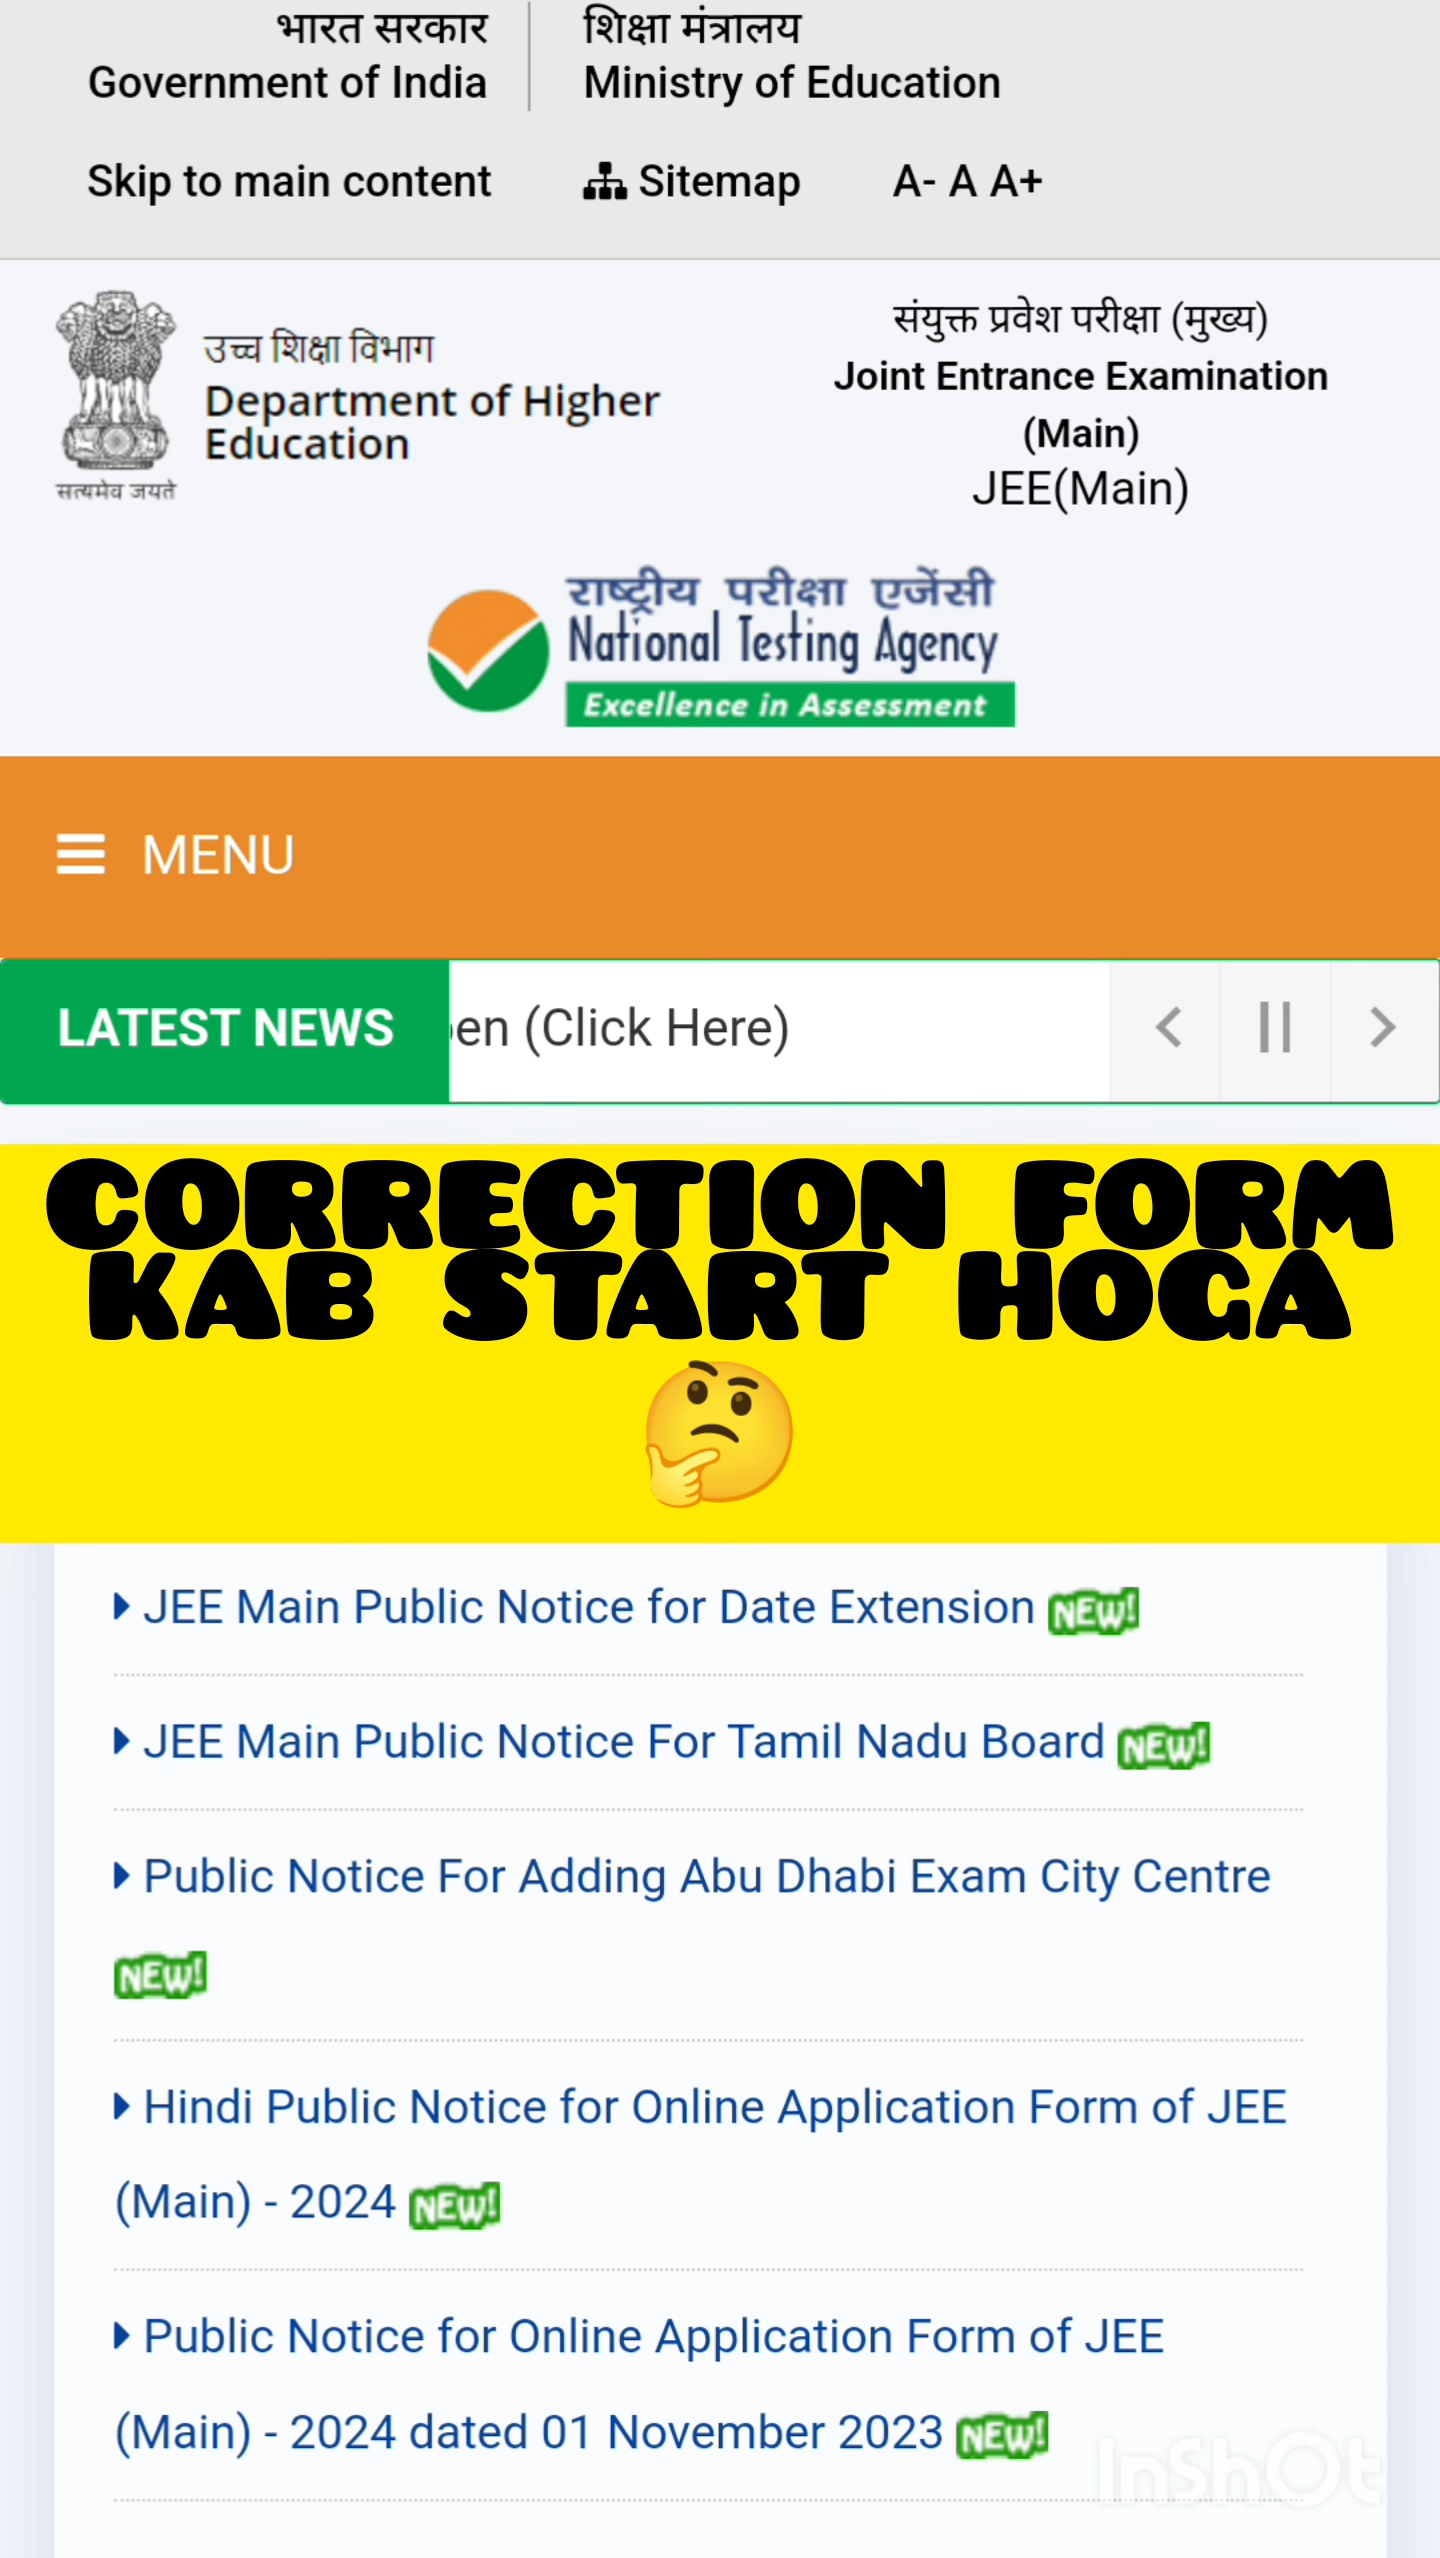 भारत सरकार
Government of India
शिक्षा मंत्रालय
Ministry of Education
Skip to main content
Sitemap
A- A A+
सत्यमेव जयते
उच्च शिक्षा विभाग
Department of Higher
Education
संयुक्त प्रवेश परीक्षा (मुख्य)
Joint Entrance Examination
(Main)
JEE(Main)
राष्ट्रीय परीक्षा एजेंसी
National Testing Agency
Excellence in Assessment
MENU
LATEST NEWS
en (Click Here)
CORRECTION FORM
KAB START HOGA
JEE Main Public Notice for Date Extension NEW!
JEE Main Public Notice For Tamil Nadu Board NEW!
Public Notice For Adding Abu Dhabi Exam City Centre
NEW!
Hindi Public Notice for Online Application Form of JEE
(Main) - 2024 NEW!
Public Notice for Online Application Form of JEE
(Main) - 2024 dated 01 November 2023 NEW!
InShOt